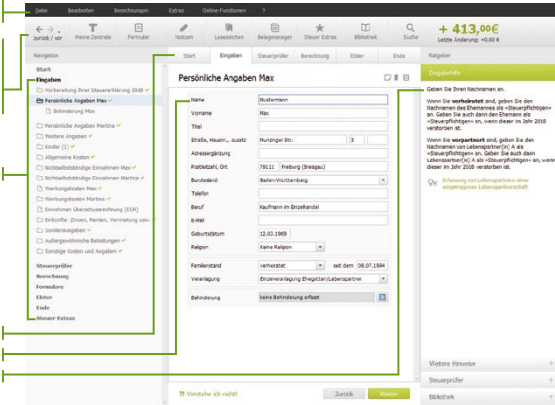 Datei Bearbeiten Berechnungen Extras Online-Funktionen ?
zurück / vor Meine Zentrale Formular Notizen Lesezeichen Belegmanager Steuer Extras Bibliothek Suche
+ 413,00€
Letzte Änderung: +0,00 €
Navigation
Start Eingaben Steuerprüfer Berechnung Elster Ende
Ratgeber
Start
Eingaben
Vorbereitung Ihrer Steuererklärung 2018
Persönliche Angaben Max
Behinderung Max
Persönliche Angaben Martina
Weitere Angaben
Kinder (1)
Allgemeine Kosten
Nichtselbstständige Einnahmen Max
Nichtselbstständige Einnahmen Martina
Werbungskosten Max
Werbungskosten Martina
Einnahmen Überschussrechnung (EÜR)
Einkünfte: Zinsen, Renten, Vermietung usw.
Sonderausgaben
Außergewöhnliche Belastungen
Sonstige Kosten und Angaben
Steuerprüfer
Berechnung
Formulare
Elster
Ende
Steuer-Extras
Persönliche Angaben Max
Name Mustermann
Vorname Max
Titel
Straße, Hausnr., -zusatz Munzinger Str. 3
Adressergänzung
Postleitzahl, Ort 79111 Freiburg (Breisgau)
Bundesland Baden-Württemberg
Telefon
Beruf Kaufmann im Einzelhandel
E-Mail
Geburtsdatum 12.03.1969
Religion Keine Religion
Familienstand verheiratet seit dem 08.07.1994
Veranlagung Einzelveranlagung Ehegatten/Lebenspartner
Behinderung keine Behinderung erfasst
Verstehe ich nicht!
Zurück Weiter
Eingabehilfe
Geben Sie Ihren Nachnamen an.
Wenn Sie verheiratet sind, geben Sie den
Nachnamen des Ehemannes als »Steuerpflichtigen«
an. Geben Sie auch dann den Ehemann als
»Steuerpflichtigen« an, wenn dieser im Jahr 2018
verstorben ist.
Wenn Sie verpartnert sind, geben Sie den
Nachnamen von Lebenspartner(in) A als
»Steuerpflichtigen« an. Geben Sie auch dann
Lebenspartner(in) A als »Steuerpflichtigen« an, wenn
dieser im Jahr 2018 verstorben ist.
Erfassung von Lebenspartnern einer
eingetragenen Lebenspartnerschaft
Weitere Hinweise +
Steuerprüfer +
Bibliothek +